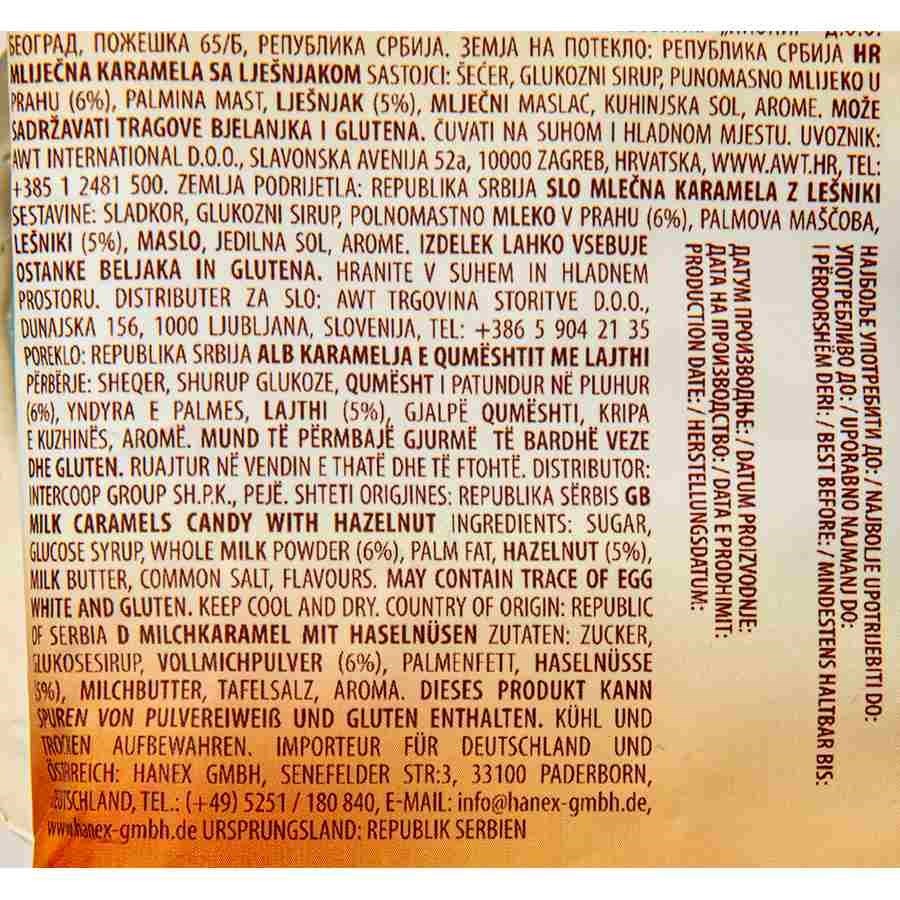 БЕОГРАД, ПОЖЕШКА 65/Б, РЕПУБЛИКА СРБИЈА. ЗЕМЈА НА ПОТЕКЛО: РЕПУБЛИКА СРБИЈА HR
MLIJEČNA KARAMELA SA LJEŠNJAKOM SASTOJCI: ŠEĆER, GLUKOZNI SIRUP, PUNOMASNO MLIJEKO U
PRAHU (6%), PALMINA MAST, LJEŠNJAK (5%), MLJEČNI MASLAC, KUHINJSKA SOL, AROME. MOŽE
SADRŽAVATI TRAGOVE BJELANJKA I GLUTENA. ČUVATI NA SUHOM I HLADNOM MJESTU. UVOZNIK:
AWT INTERNATIONAL D.O.O., SLAVONSKA AVENIJA 52a, 10000 ZAGREB, HRVATSKA, WWW.AWT.HR, TEL:
+385 1 2481 500. ZEMLJA PODRIJETLA: REPUBLIKA SRBIJA SLO MLEČNA KARAMELA Z LEŠNIKI
SESTAVINE: SLADKOR, GLUKOZNI SIRUP, POLNOMASTNO MLEKO V PRAHU (6%), PALMOVA MAŠČOBA,
LEŠNIKI (5%), MASLO, JEDILNA SOL, AROME. IZDELEK LAHKO VSEBUJE
OSTANKE BELJAKA IN GLUTENA. HRANITE V SUHEM IN HLADNEM
PROSTORU. DISTRIBUTER ZA SLO: AWT TRGOVINA STORITVE D.O.O.,
DUNAJSKA 156, 1000 LJUBLJANA, SLOVENIJA, TEL: +386 5 904 21 35
POREKLO: REPUBLIKA SRBIJA ALB KARAMELJA E QUMËSHTIT ME LAJTHI
PËRBËRJE: SHEQER, SHURUP GLUKOZE, QUMËSHT I PATUNDUR NË PLUHUR
(6%), YNDYRA E PALMES, LAJTHI (5%), GJALPË QUMËSHTI, KRIPA
E KUZHINËS, AROMË. MUND TË PËRMBAJË GJURMË TË BARDHË VEZE
DHE GLUTEN. RUAJTUR NË VENDIN E THATË DHE TË FTOHTË. DISTRIBUTOR:
INTERCOOP GROUP SH.P.K., PEJË. SHTETI ORIGJINES: REPUBLIKA SËRBIS GB
MILK CARAMELS CANDY WITH HAZELNUT INGREDIENTS: SUGAR,
GLUCOSE SYRUP, WHOLE MILK POWDER (6%), PALM FAT, HAZELNUT (5%),
MILK BUTTER, COMMON SALT, FLAVOURS. MAY CONTAIN TRACE OF EGG
WHITE AND GLUTEN. KEEP COOL AND DRY. COUNTRY OF ORIGIN: REPUBLIC
OF SERBIA D MILCHKARAMEL MIT HASELNÜSEN ZUTATEN: ZUCKER,
GLUKOSESIRUP, VOLLMICHPULVER (6%), PALMENFETT, HASELNÜSSE
(5%), MILCHBUTTER, TAFELSALZ, AROMA. DIESES PRODUKT KANN
SPUREN VON PULVEREIWEIß UND GLUTEN ENTHALTEN. KÜHL UND
TROCKEN AUFBEWAHREN. IMPORTEUR FÜR DEUTSCHLAND UND
ÖSTRREICH: HANEX GMBH, SENEFELDER STR:3, 33100 PADERBORN,
DEUTSCHLAND, TEL.: (+49) 5251 / 180 840, E-MAIL: info@hanex-gmbh.de,
www.hanex-gmbh.de URSPRUNGSLAND: REPUBLIK SERBIEN
НАЈБОЉЕ УПОТРЕБИТИ ДО: / NAJBOLJE UPOTRIJEBITI DO:
УПОТРЕБЛИВО ДО: / UPORABNO NAJMANJ DO:
I PËRDORSHËM DERI: / BEST BEFORE: / MINDESTENS HALTBAR BIS:
ДАТУМ ПРОИЗВОДЊЕ: / DATUM PROIZVODNJE:
ДАТА НА ПРОИЗВОДСТВО: / DATA E PRODHIMIT:
PRODUCTION DATE: / HERSTELLUNGSDATUM: